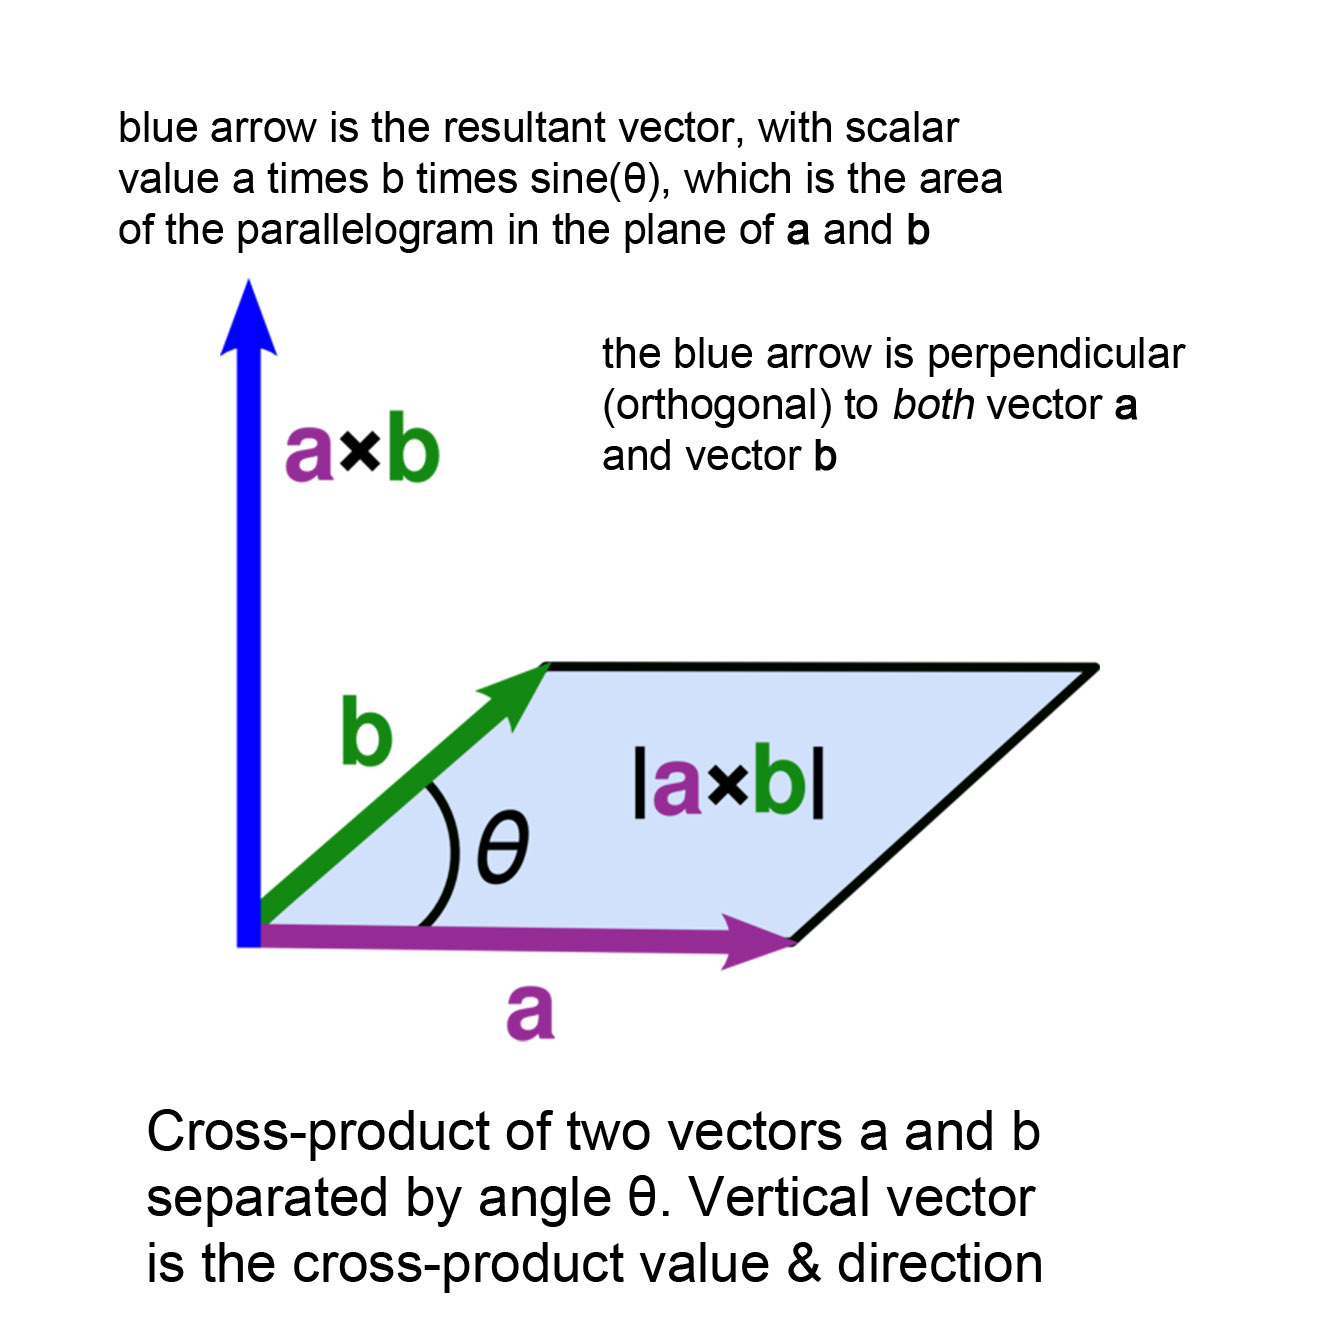 blue arrow is the resultant vector, with scalar
value a times b times sine(θ), which is the area
of the parallelogram in the plane of a and b
the blue arrow is perpendicular
(orthogonal) to both vector a
and vector b
a×b
b
|a×b|
θ
a
Cross-product of two vectors a and b
separated by angle θ. Vertical vector
is the cross-product value & direction